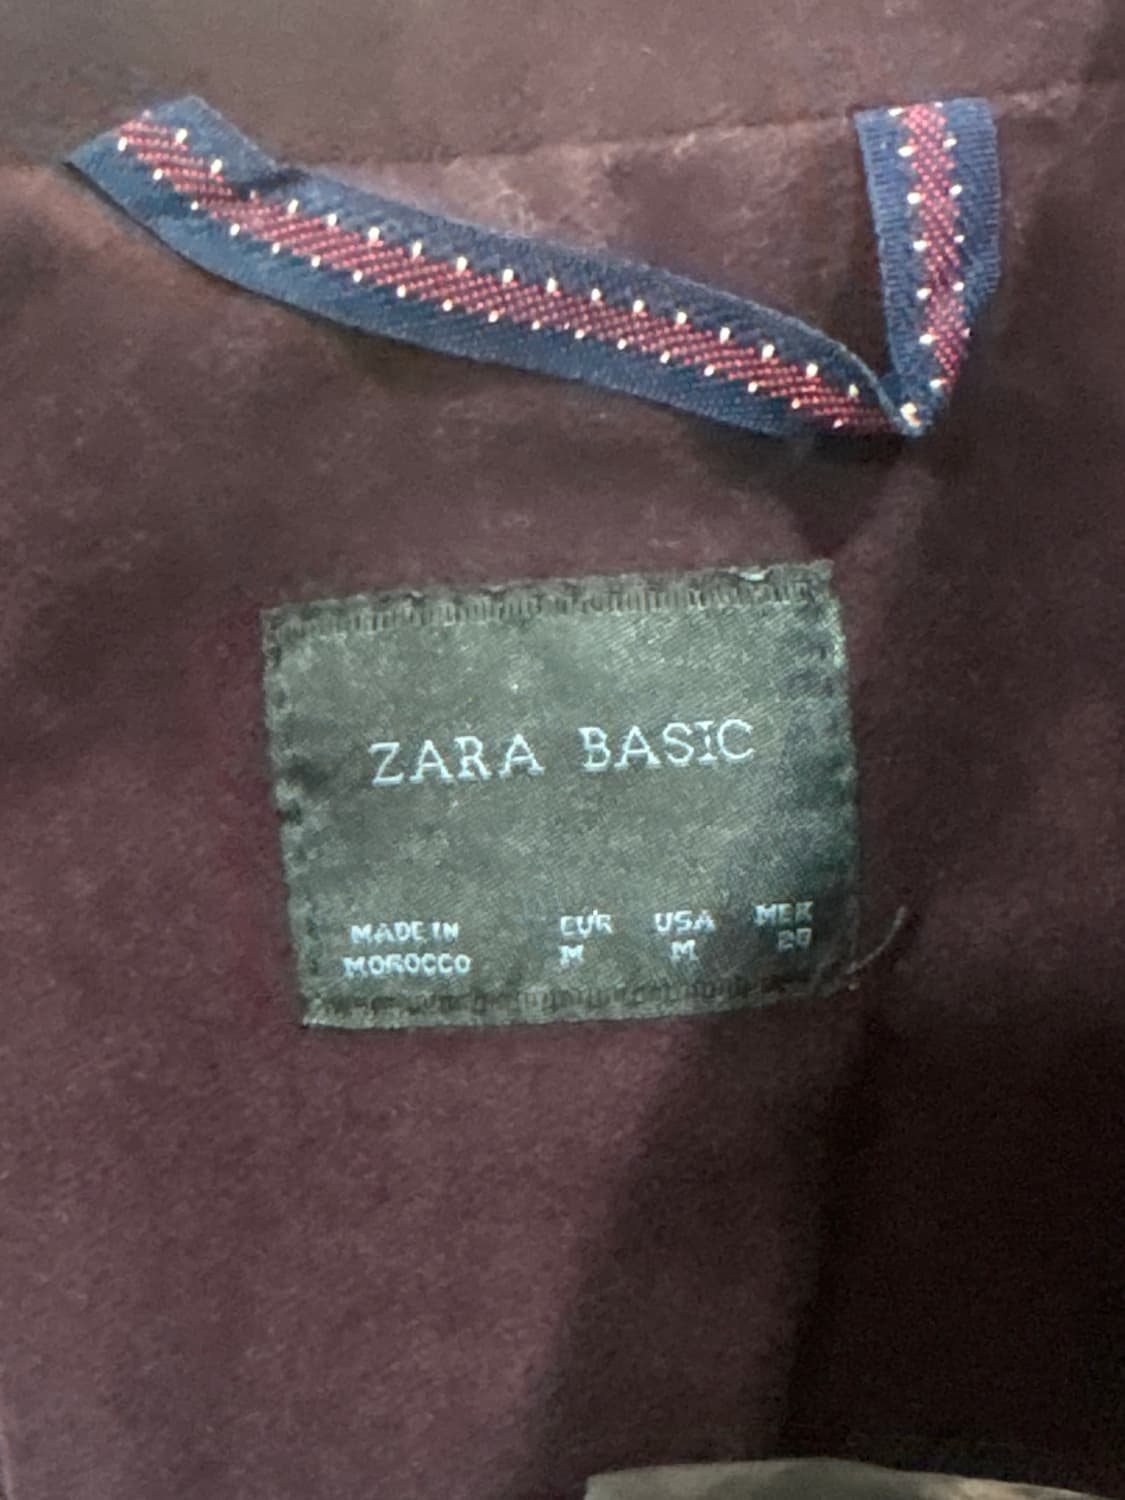 ZARA BASIC
MADE IN
MOROCCO
EUR USA MEX
M M 28